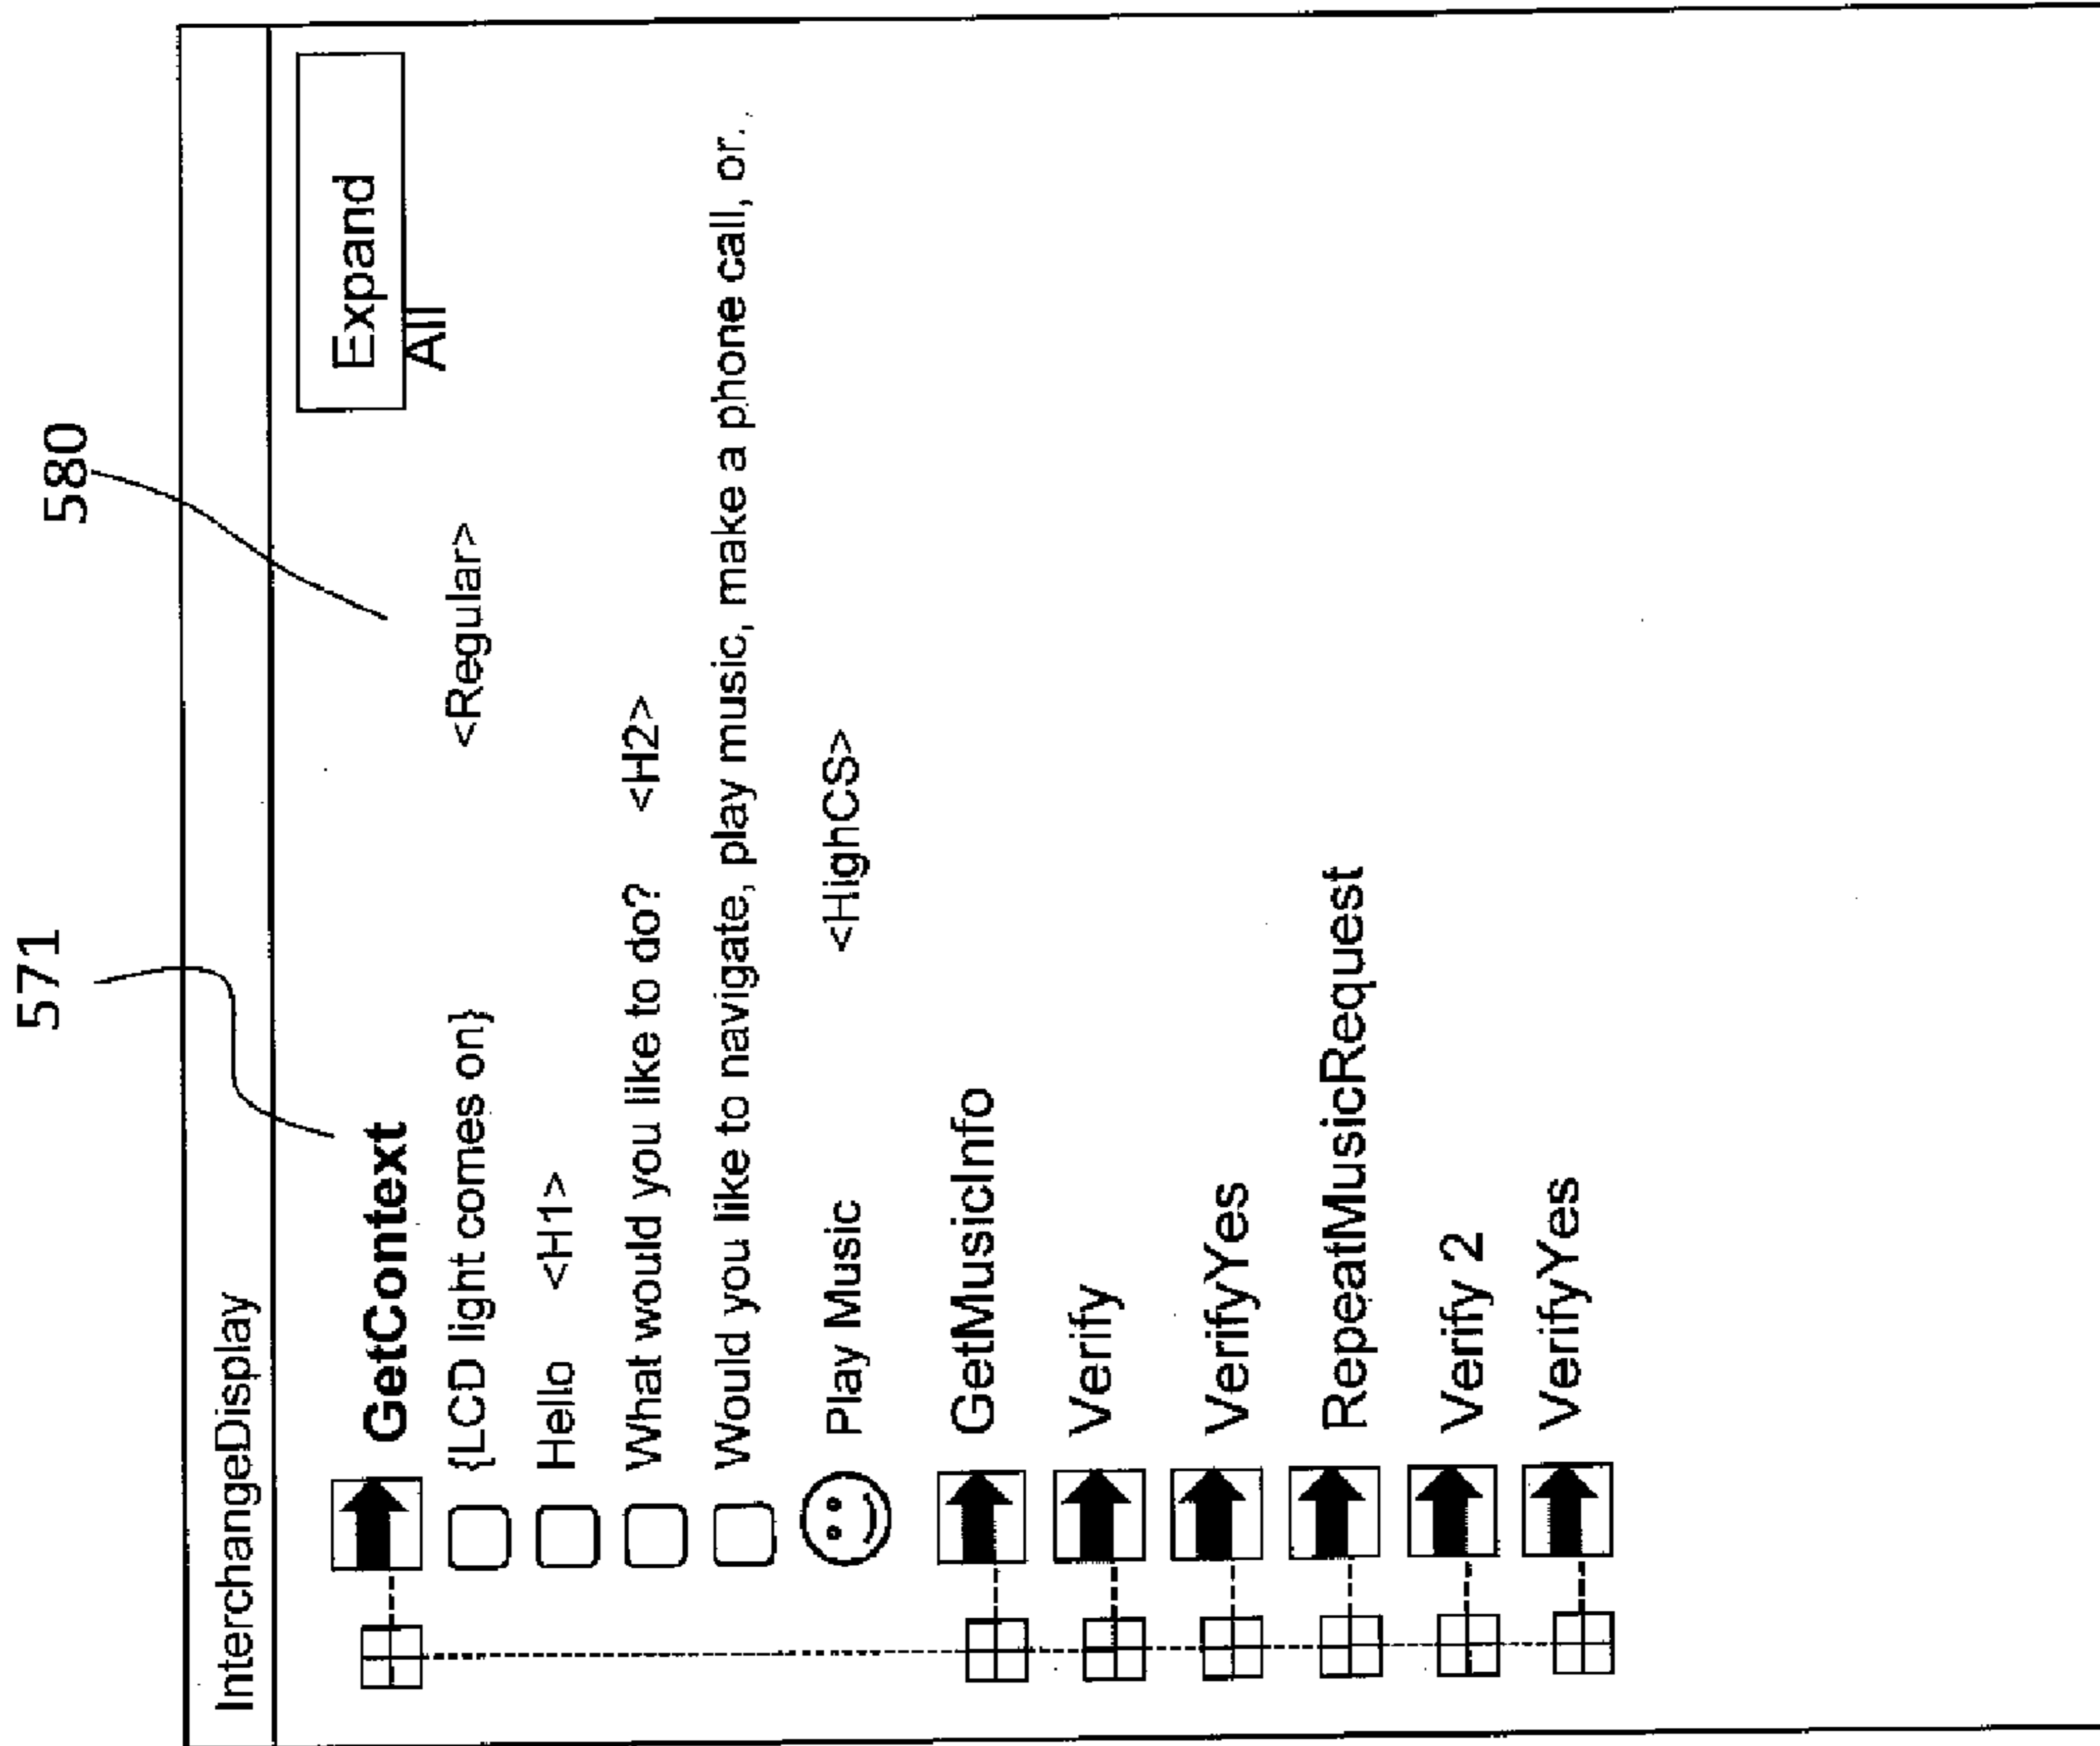 571
580
InterchangeDisplay
Expand
All
GetContext
{LCD light comes on} <Regular>
Hello <H1>
What would you like to do? <H2>
Would you like to navigate, play music, make a phone call, or..
Play Music <HighCS>
GetMusicInfo
Verify
VerifyYes
RepeatMusicRequest
Verify 2
VerifyYes